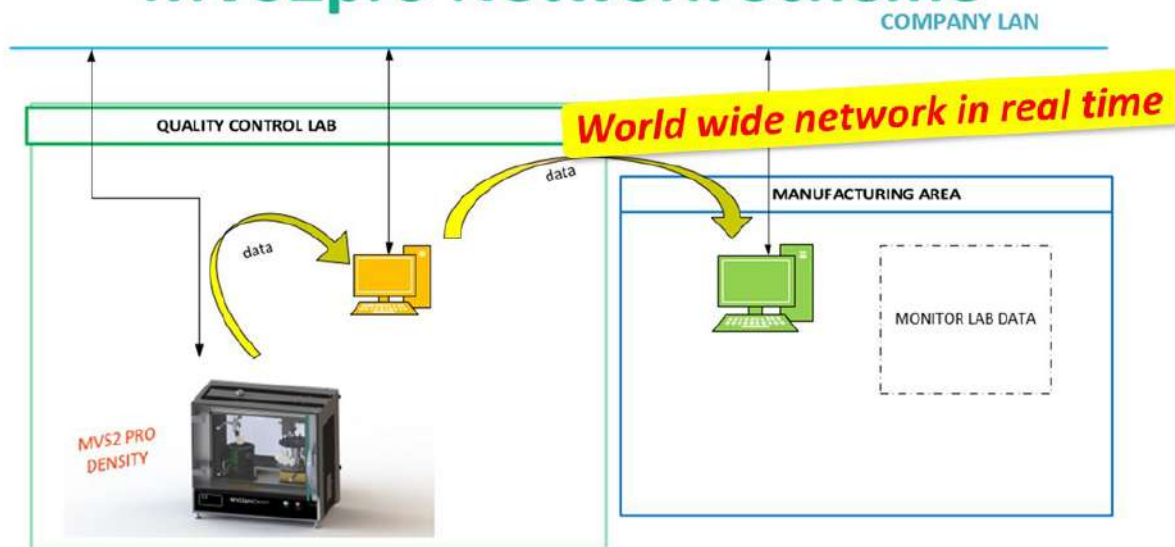 COMPANY LAN
World wide network in real time
QUALITY CONTROL LAB
data
MANUFACTURING AREA
data
MONITOR LAB DATA
MVS2 PRO
DENSITY